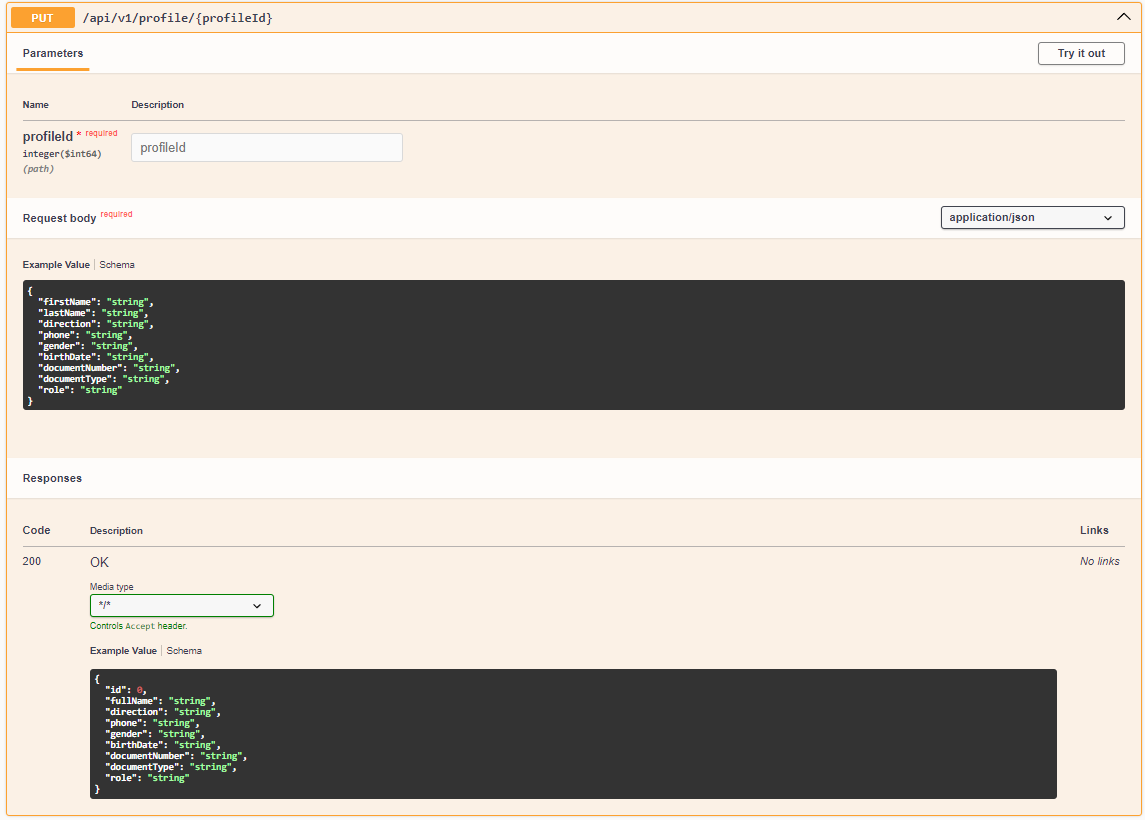 PUT /api/v1/profile/{profileId}
Parameters
Try it out
Name Description
profileId * required
integer($int64)
(path)
profileId
Request body required
application/json
Example Value | Schema
{
  "firstName": "string",
  "lastName": "string",
  "direction": "string",
  "phone": "string",
  "gender": "string",
  "birthDate": "string",
  "documentNumber": "string",
  "documentType": "string",
  "role": "string"
}
Responses
Code Description Links
200 OK No links
Media type
*/*
Controls Accept header.
Example Value | Schema
{
  "id": 0,
  "fullName": "string",
  "direction": "string",
  "phone": "string",
  "gender": "string",
  "birthDate": "string",
  "documentNumber": "string",
  "documentType": "string",
  "role": "string"
}